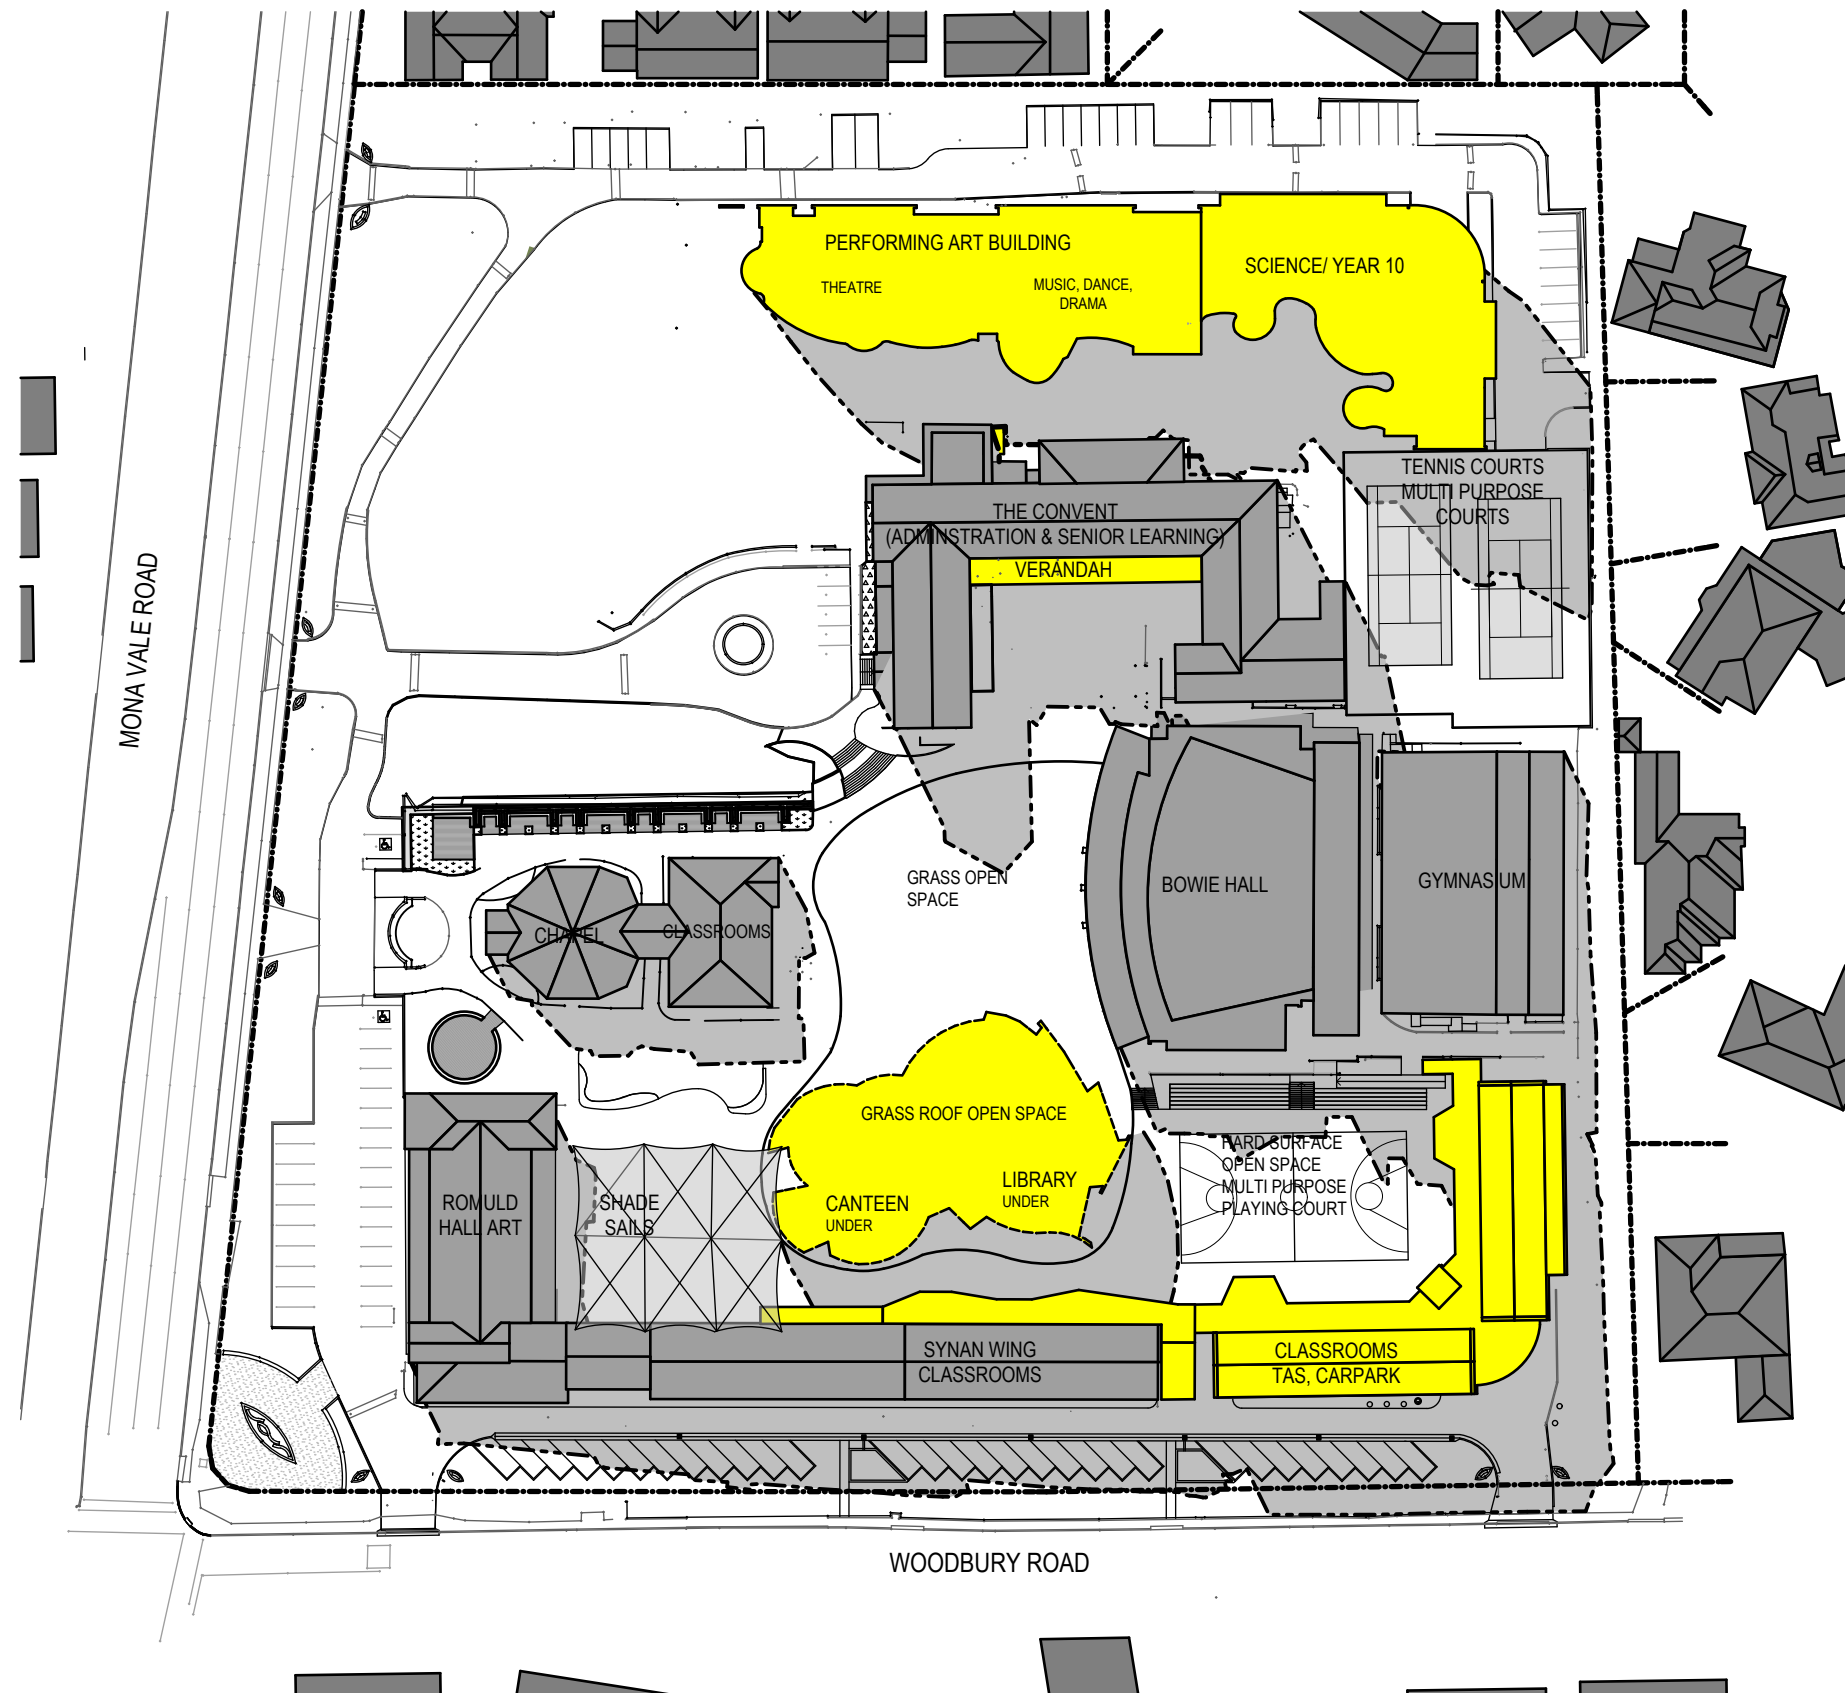 PERFORMING ART BUILDING
THEATRE
MUSIC, DANCE,
DRAMA
SCIENCE/ YEAR 10
TENNIS COURTS
MULTI PURPOSE
COURTS
THE CONVENT
(ADMINSTRATION & SENIOR LEARNING)
VERANDAH
MONA VALE ROAD
GRASS OPEN
SPACE
BOWIE HALL
GYMNASIUM
CHAPEL
CLASSROOMS
GRASS ROOF OPEN SPACE
CANTEEN
UNDER
LIBRARY
UNDER
HARD SURFACE
OPEN SPACE
MULTI PURPOSE
PLAYING COURT
ROMULD
HALL ART
SHADE
SAILS
SYNAN WING
CLASSROOMS
CLASSROOMS
TAS, CARPARK
WOODBURY ROAD